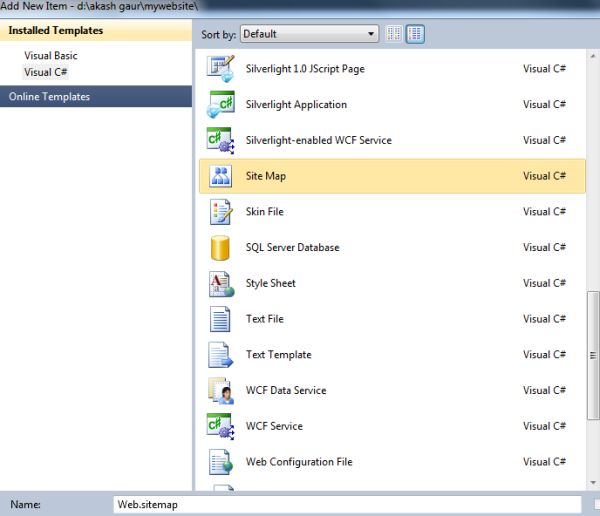 Add New Item - d:\akash gaur\mywebsite\
Installed Templates
Visual Basic
Visual C#
Online Templates
Sort by: Default
Silverlight 1.0 JScript Page Visual C#
Silverlight Application Visual C#
Silverlight-enabled WCF Service Visual C#
Site Map Visual C#
Skin File Visual C#
SQL Server Database Visual C#
Style Sheet Visual C#
Text File Visual C#
Text Template Visual C#
WCF Data Service Visual C#
WCF Service Visual C#
Web Configuration File Visual C#
Name: Web.sitemap